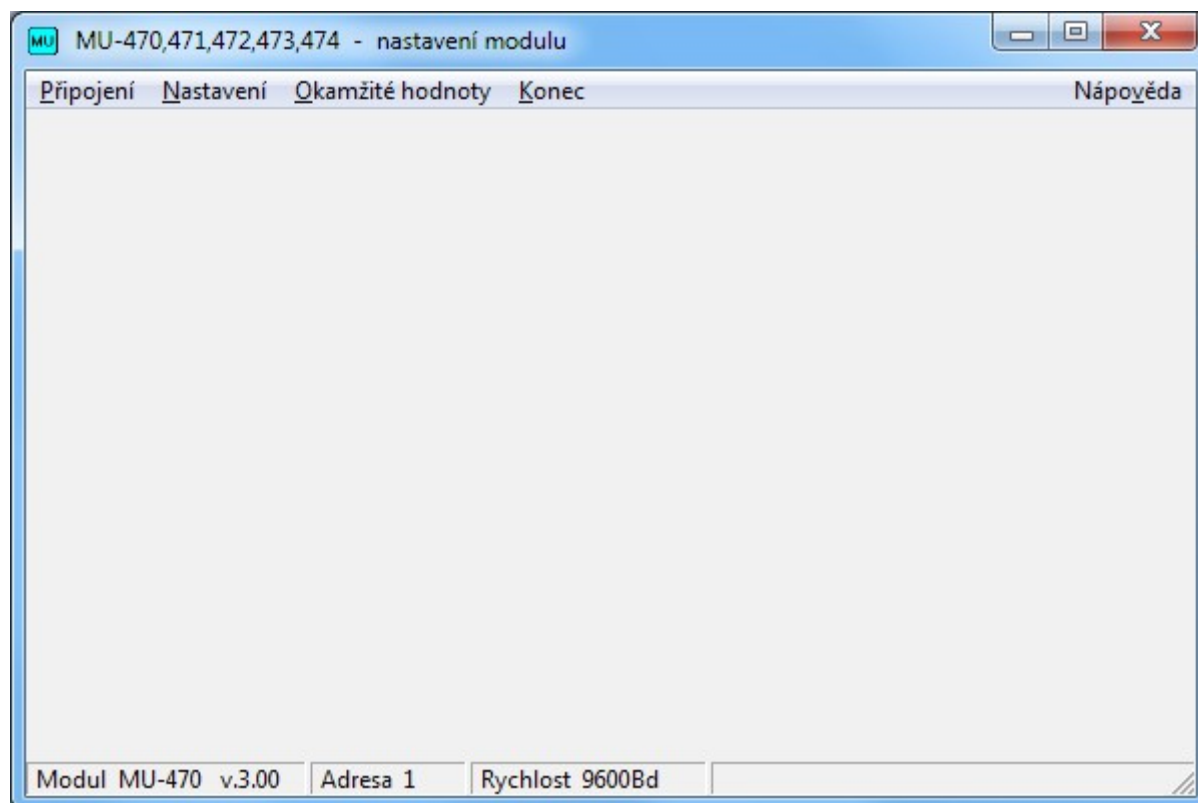 MU MU-470,471,472,473,474 - nastavení modulu
Připojení Nastavení Okamžité hodnoty Konec Nápověda
Modul MU-470 v.3.00 Adresa 1 Rychlost 9600Bd